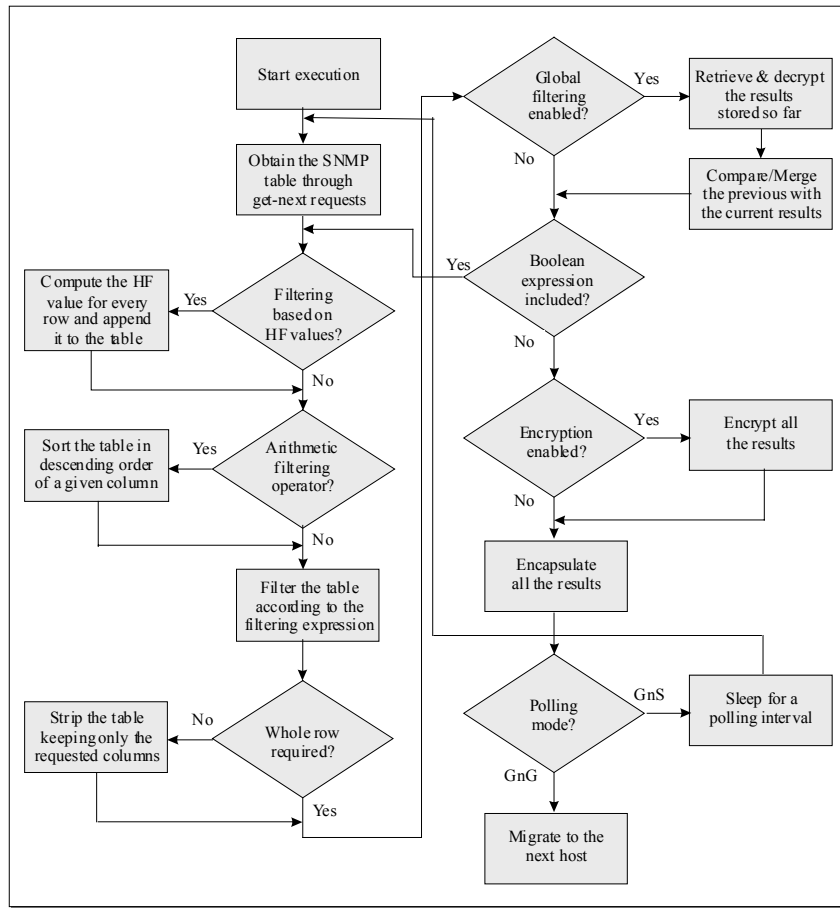 Start execution
Obtain the SNMP
table through
get-next requests
Filtering
based on
HF values?
Yes
Compute the HF
value for every
row and append
it to the table
No
Arithmetic
filtering
operator?
Yes
Sort the table in
descending order
of a given column
No
Filter the table
according to the
filtering expression
Whole row
required?
No
Strip the table
keeping only the
requested columns
Yes
Global
filtering
enabled?
Yes
Retrieve & decrypt
the results
stored so far
Compare/Merge
the previous with
the current results
No
Boolean
expression
included?
Yes
No
Encryption
enabled?
Yes
Encrypt all
the results
No
Encapsulate
all the results
Polling
mode?
GnS
Sleep for a
polling interval
GnG
Migrate to the
next host